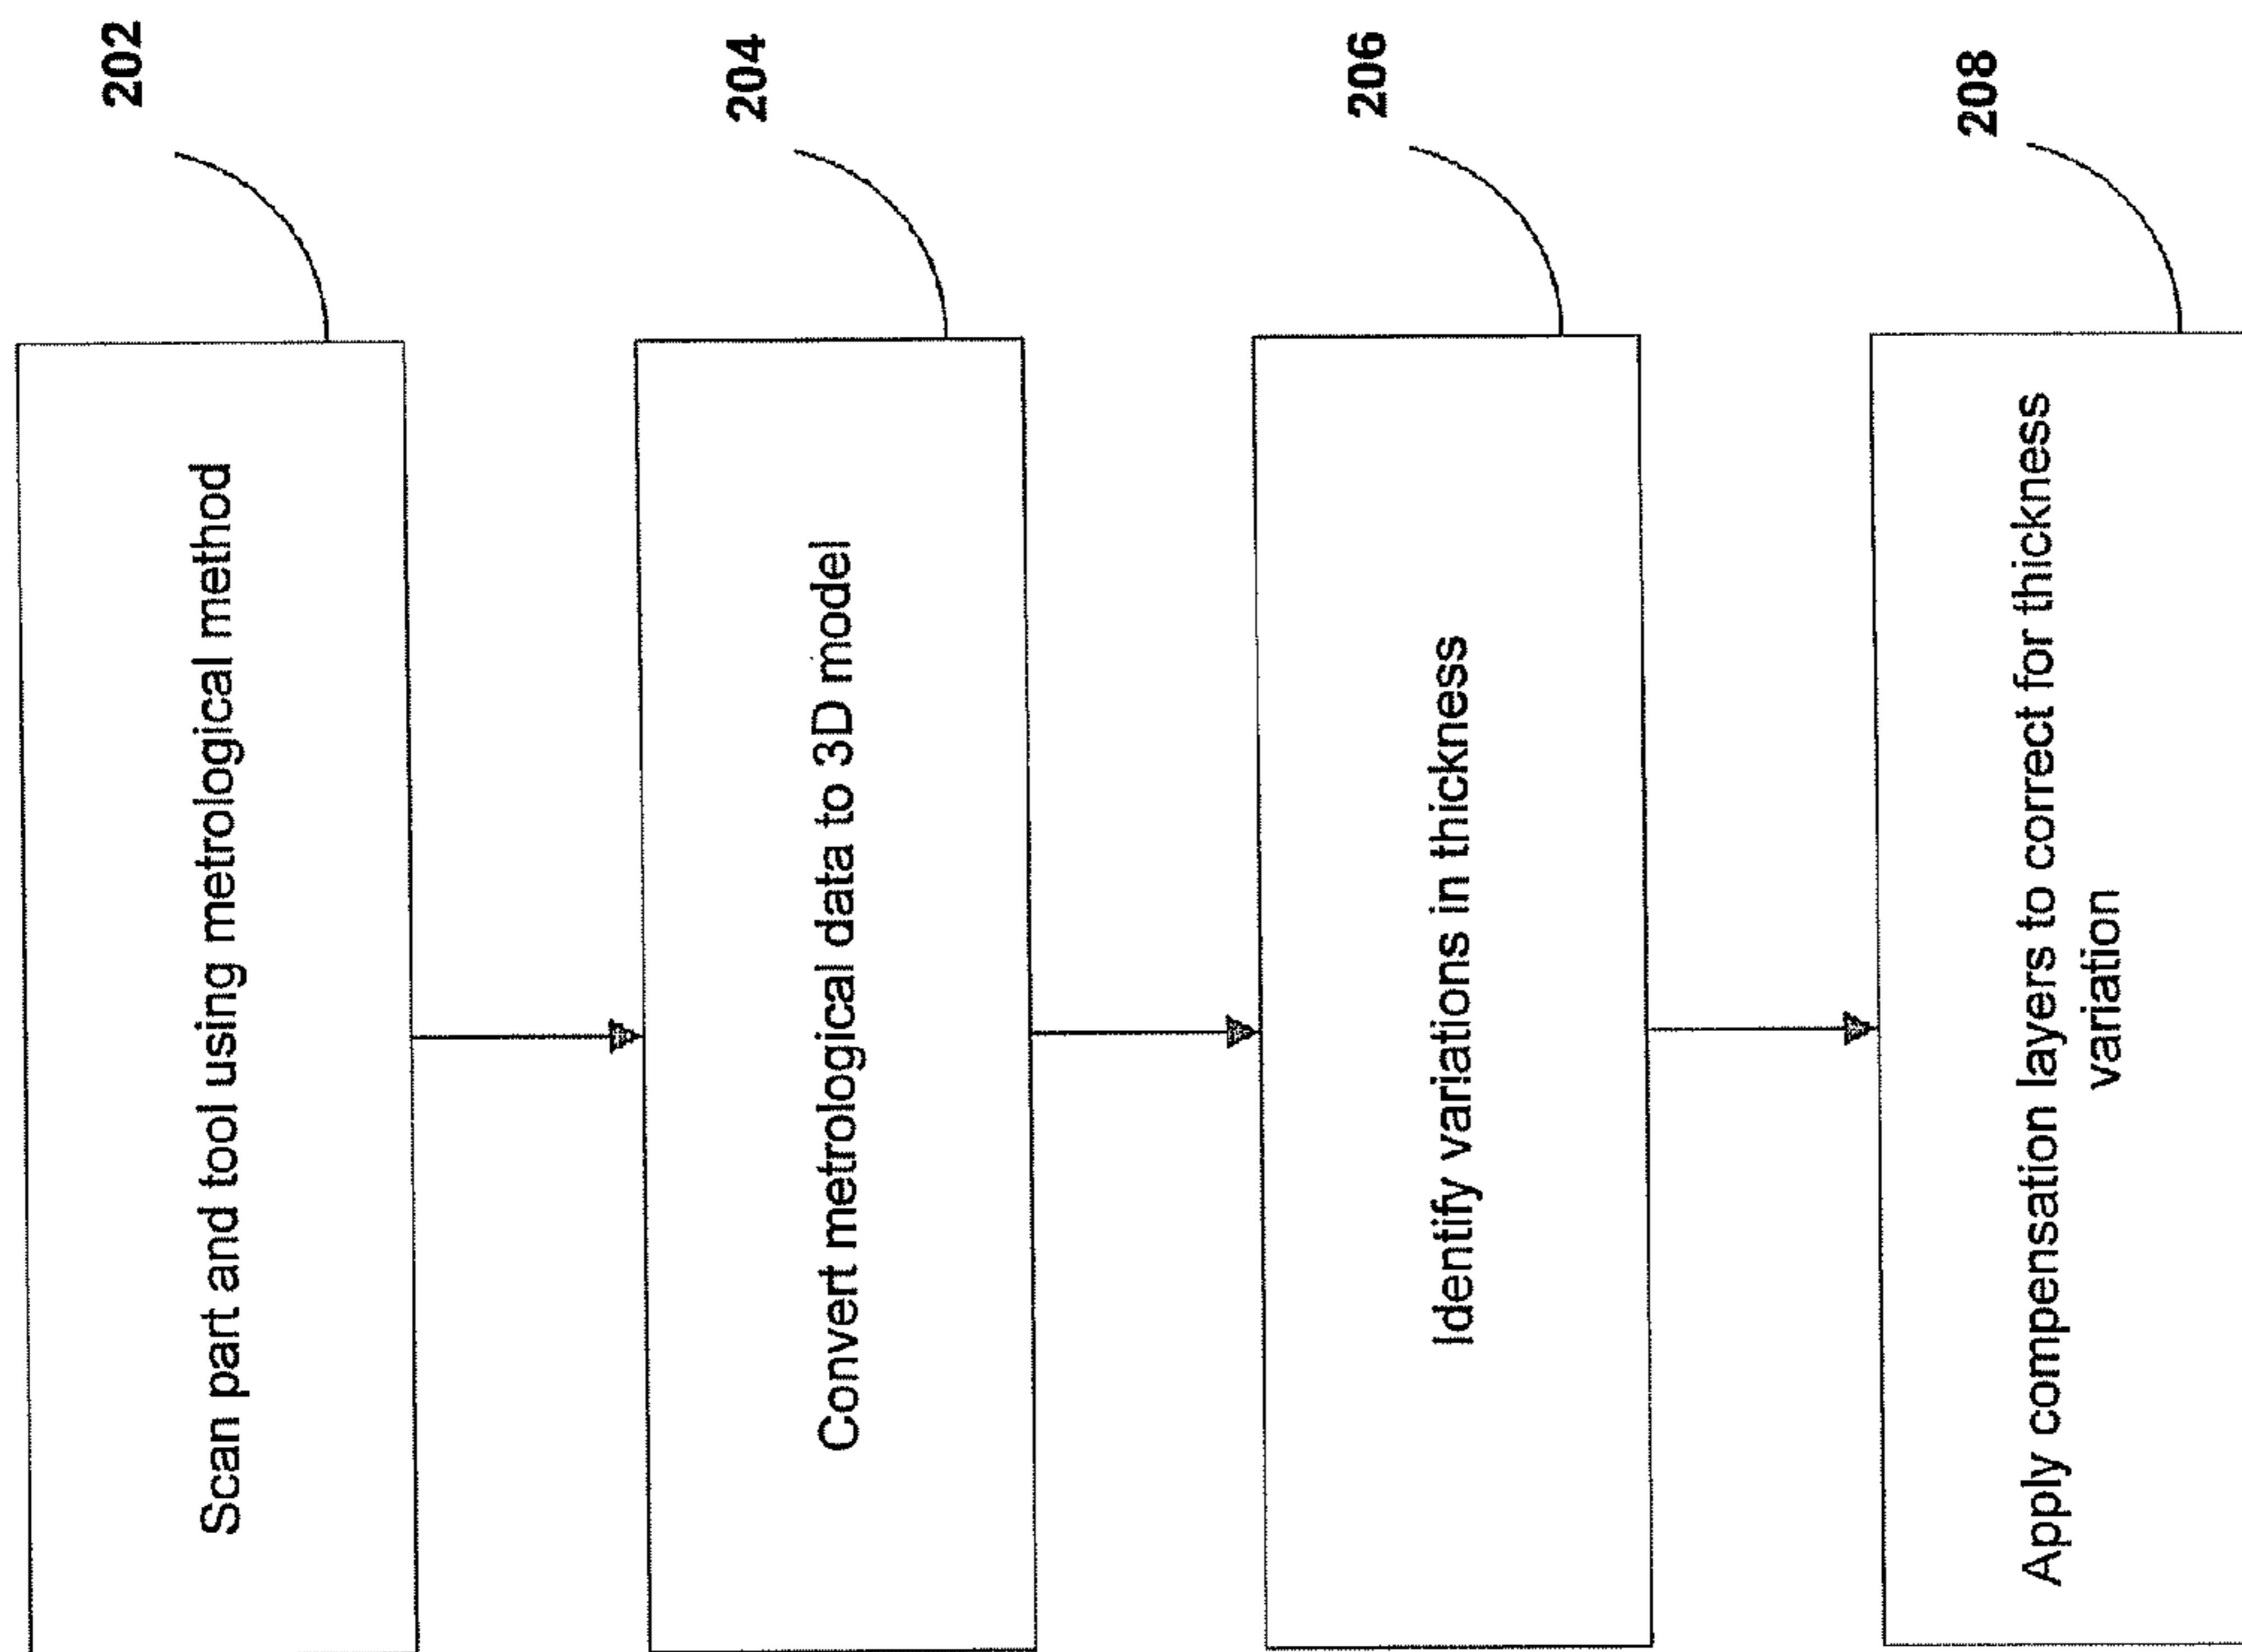 Scan part and tool using metrological method
202
Convert metrological data to 3D model
204
Identify variations in thickness
206
Apply compensation layers to correct for thickness
variation
208